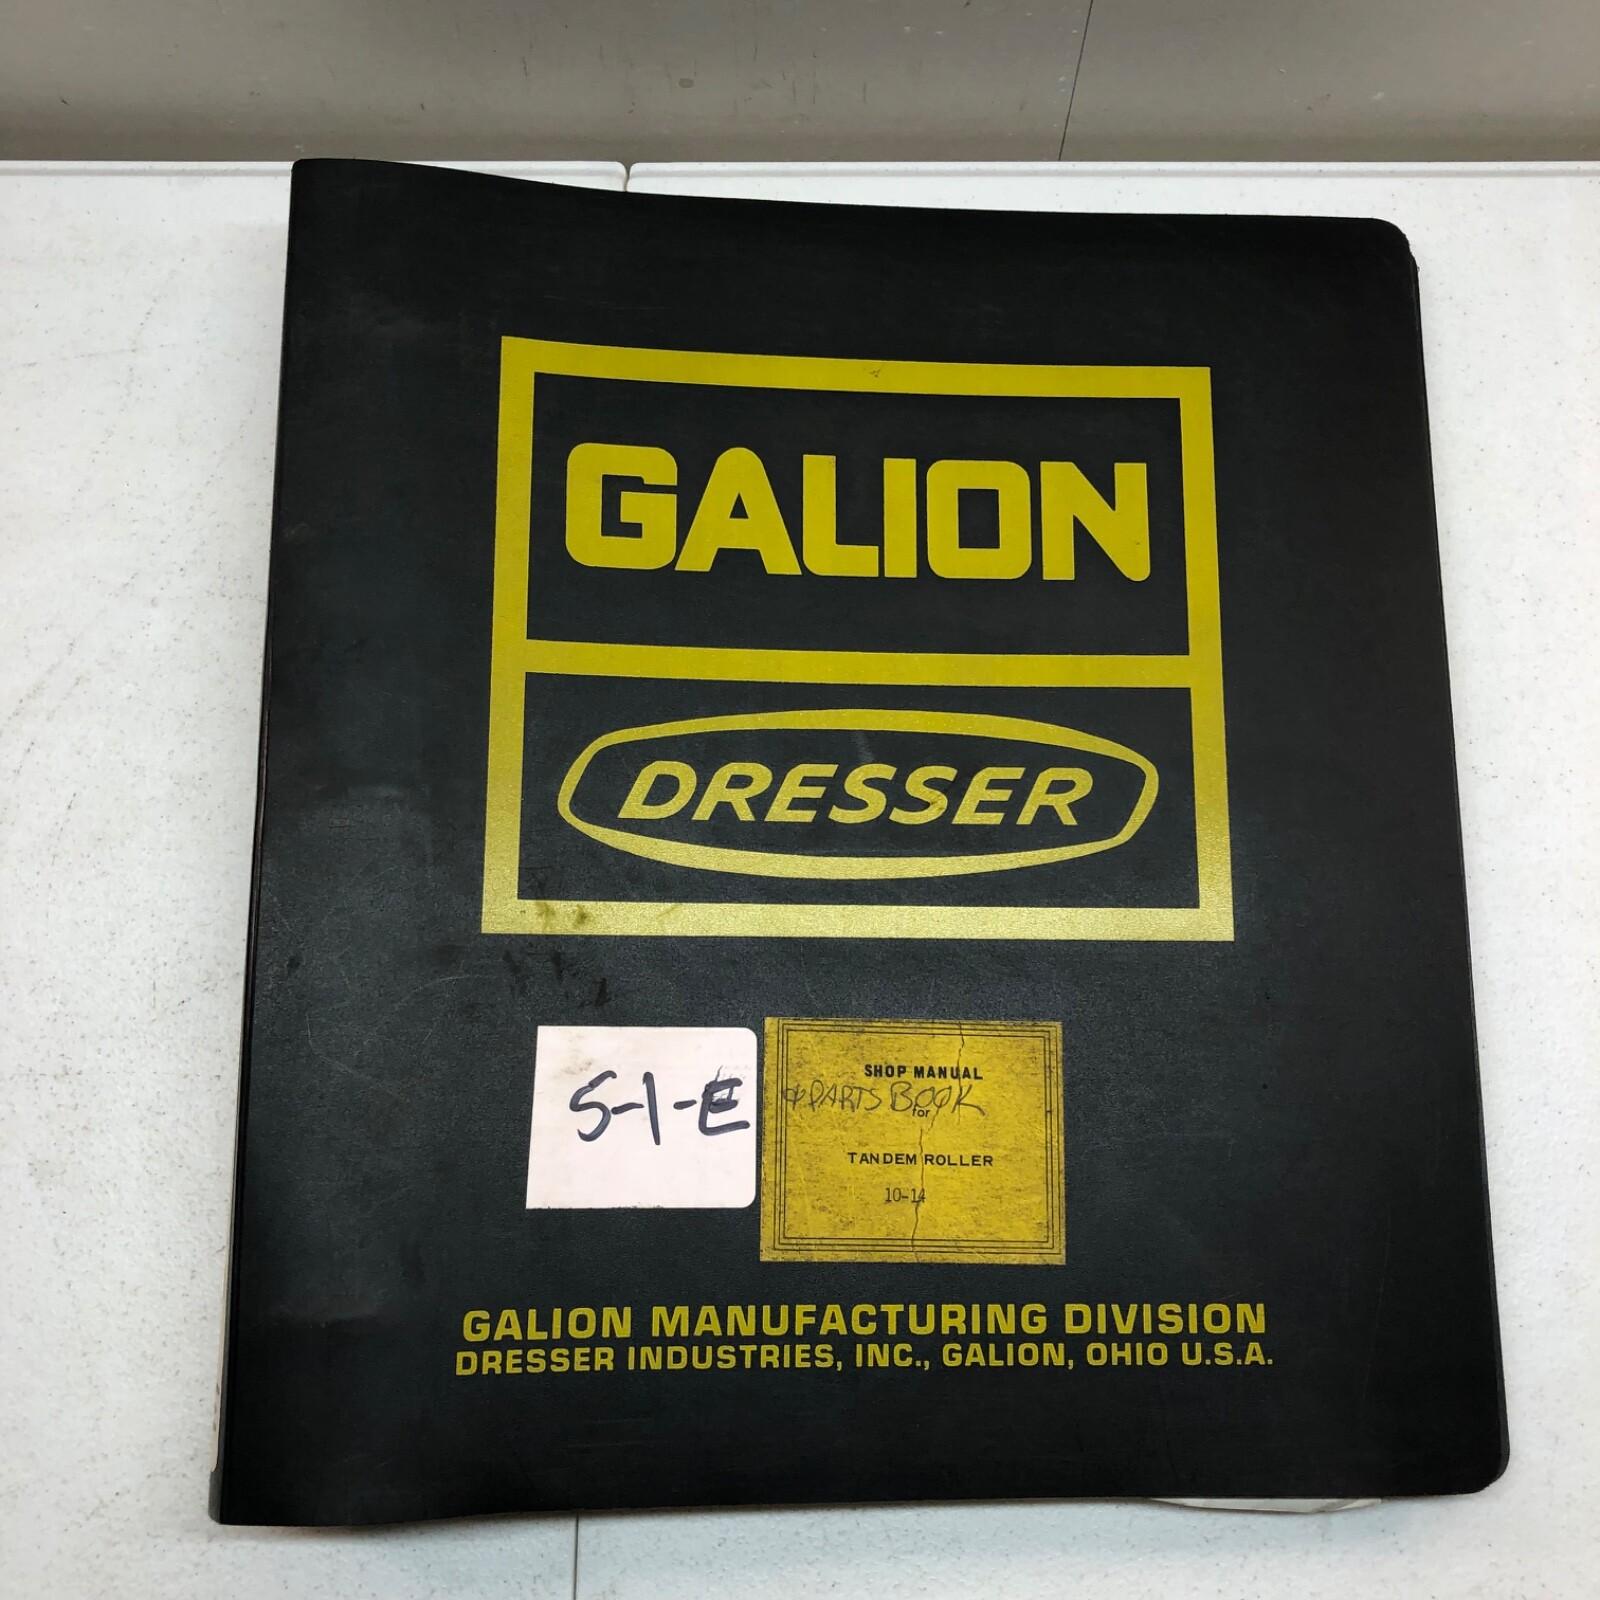 GALION
DRESSER
5-1-E
SHOP MANUAL
& PARTS BOOK
for
TANDEM ROLLER
10-14
GALION MANUFACTURING DIVISION
DRESSER INDUSTRIES, INC., GALION, OHIO U.S.A.